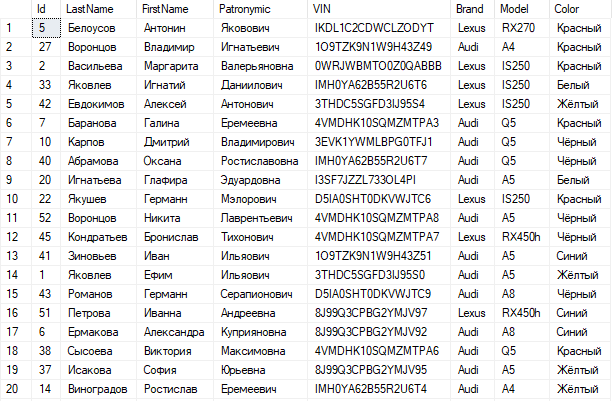 Id LastName FirstName Patronymic VIN Brand Model Color
1 5 Белоусов Антонин Яковович IKDL1C2CDWCLZODYT Lexus RX270 Красный
2 27 Воронцов Владимир Игнатьевич 1O9TZK9N1W9H43Z49 Audi A4 Красный
3 2 Васильева Маргарита Валерьяновна 0WRJWBMTO0Z0QABBB Lexus IS250 Красный
4 33 Яковлев Игнатий Даниилович IMH0YA62B55R2U6T6 Lexus IS250 Белый
5 42 Евдокимов Алексей Антонович 3THDC5SGFD3IJ95S4 Lexus IS250 Жёлтый
6 7 Баранова Галина Еремеевна 4VMDHK10SQMZMTPA3 Audi Q5 Красный
7 10 Карпов Дмитрий Владимирович 3EVK1YWMLBPG0TFJ1 Audi Q5 Чёрный
8 40 Абрамова Оксана Ростиславовна IMH0YA62B55R2U6T7 Audi Q5 Чёрный
9 20 Игнатьева Глафира Эдуардовна I3SF7JZZL733OL4PI Audi A5 Белый
10 22 Якушев Германн Мэлорович D5IA0SHT0DKVWJTC6 Lexus IS250 Красный
11 52 Воронцов Никита Лаврентьевич 4VMDHK10SQMZMTPA8 Audi A5 Чёрный
12 45 Кондратьев Бронислав Тихонович 4VMDHK10SQMZMTPA7 Lexus RX450h Чёрный
13 41 Зиновьев Иван Ильяович 1O9TZK9N1W9H43Z51 Audi A5 Синий
14 1 Яковлев Ефим Ильяович 3THDC5SGFD3IJ95S0 Audi A5 Жёлтый
15 43 Романов Германн Серапионович D5IA0SHT0DKVWJTC9 Audi A8 Чёрный
16 51 Петрова Иванна Андреевна 8J99Q3CPBG2YMJV97 Lexus RX450h Синий
17 6 Ермакова Александра Куприяновна 8J99Q3CPBG2YMJV92 Audi A8 Синий
18 38 Сысоева Виктория Максимовна 4VMDHK10SQMZMTPA6 Audi Q5 Красный
19 37 Исакова София Юрьевна 8J99Q3CPBG2YMJV95 Audi A5 Жёлтый
20 14 Виноградов Ростислав Еремеевич IMH0YA62B55R2U6T4 Audi A4 Жёлтый